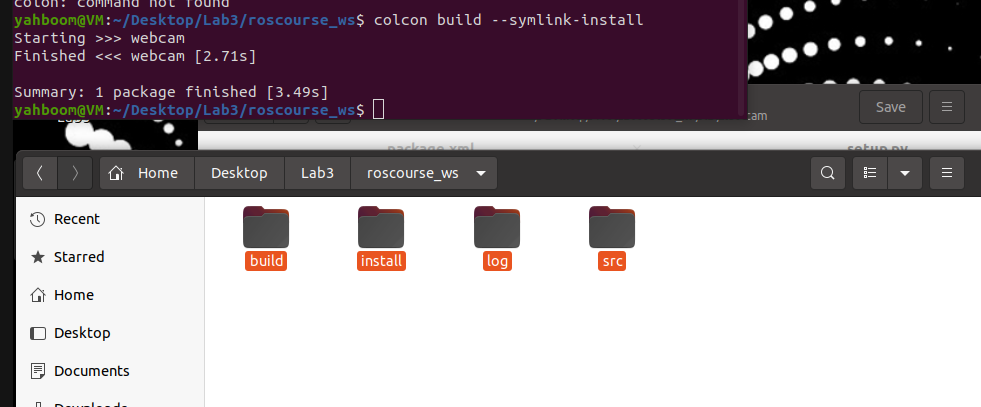 colon: command not found
yahboom@VM:~/Desktop/Lab3/roscourse_ws$ colcon build --symlink-install
Starting >>> webcam
Finished <<< webcam [2.71s]
Summary: 1 package finished [3.49s]
yahboom@VM:~/Desktop/Lab3/roscourse_ws$
Save
package.xml
setup.py
Home
Desktop
Lab3
roscourse_ws
Recent
Starred
Home
Desktop
Documents
Downloads
build
install
log
src